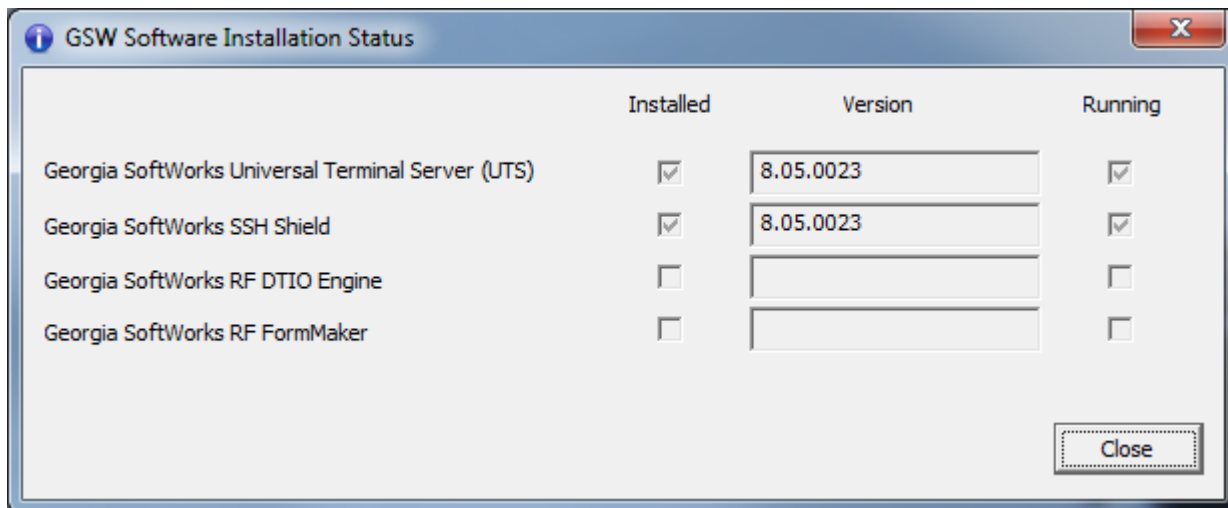 GSW Software Installation Status
Installed Version Running
Georgia SoftWorks Universal Terminal Server (UTS) 8.05.0023
Georgia SoftWorks SSH Shield 8.05.0023
Georgia SoftWorks RF DTIO Engine
Georgia SoftWorks RF FormMaker
Close